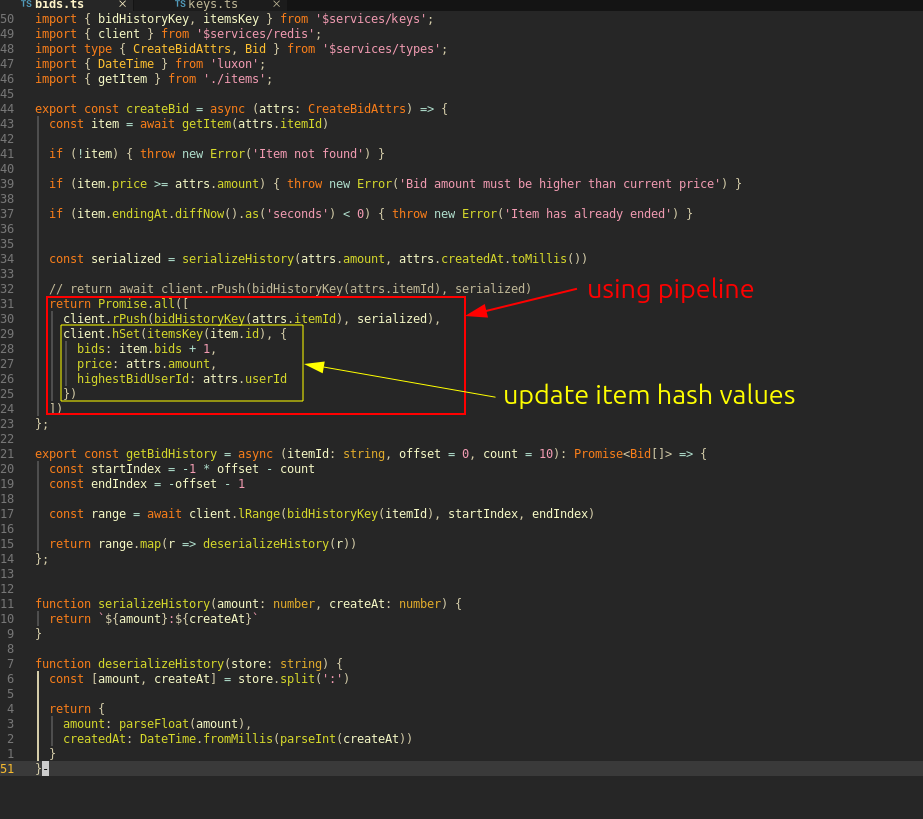 TS bids.ts × TS keys.ts ×
50 import { bidHistoryKey, itemsKey } from '$services/keys';
49 import { client } from '$services/redis';
48 import type { CreateBidAttrs, Bid } from '$services/types';
47 import { DateTime } from 'luxon';
46 import { getItem } from './items';
45
44 export const createBid = async (attrs: CreateBidAttrs) => {
43 const item = await getItem(attrs.itemId)
42
41 if (!item) { throw new Error('Item not found') }
40
39 if (item.price >= attrs.amount) { throw new Error('Bid amount must be higher than current price') }
38
37 if (item.endingAt.diffNow().as('seconds') < 0) { throw new Error('Item has already ended') }
36
35
34 const serialized = serializeHistory(attrs.amount, attrs.createdAt.toMillis())
33
32 // return await client.rPush(bidHistoryKey(attrs.itemId), serialized)
using pipeline
31 return Promise.all([
30 client.rPush(bidHistoryKey(attrs.itemId), serialized),
29 client.hSet(itemsKey(item.id), {
28 bids: item.bids + 1,
27 price: attrs.amount,
26 highestBidUserId: attrs.userId
update item hash values
25 })
24 ])
23 };
22
21 export const getBidHistory = async (itemId: string, offset = 0, count = 10): Promise<Bid[]> => {
20 const startIndex = -1 * offset - count
19 const endIndex = -offset - 1
18
17 const range = await client.lRange(bidHistoryKey(itemId), startIndex, endIndex)
16
15 return range.map(r => deserializeHistory(r))
14 };
13
12
11 function serializeHistory(amount: number, createAt: number) {
10 return `${amount}:${createAt}`
9 }
8
7 function deserializeHistory(store: string) {
6 const [amount, createAt] = store.split(':')
5
4 return {
3 amount: parseFloat(amount),
2 createdAt: DateTime.fromMillis(parseInt(createAt))
1 }
51 }